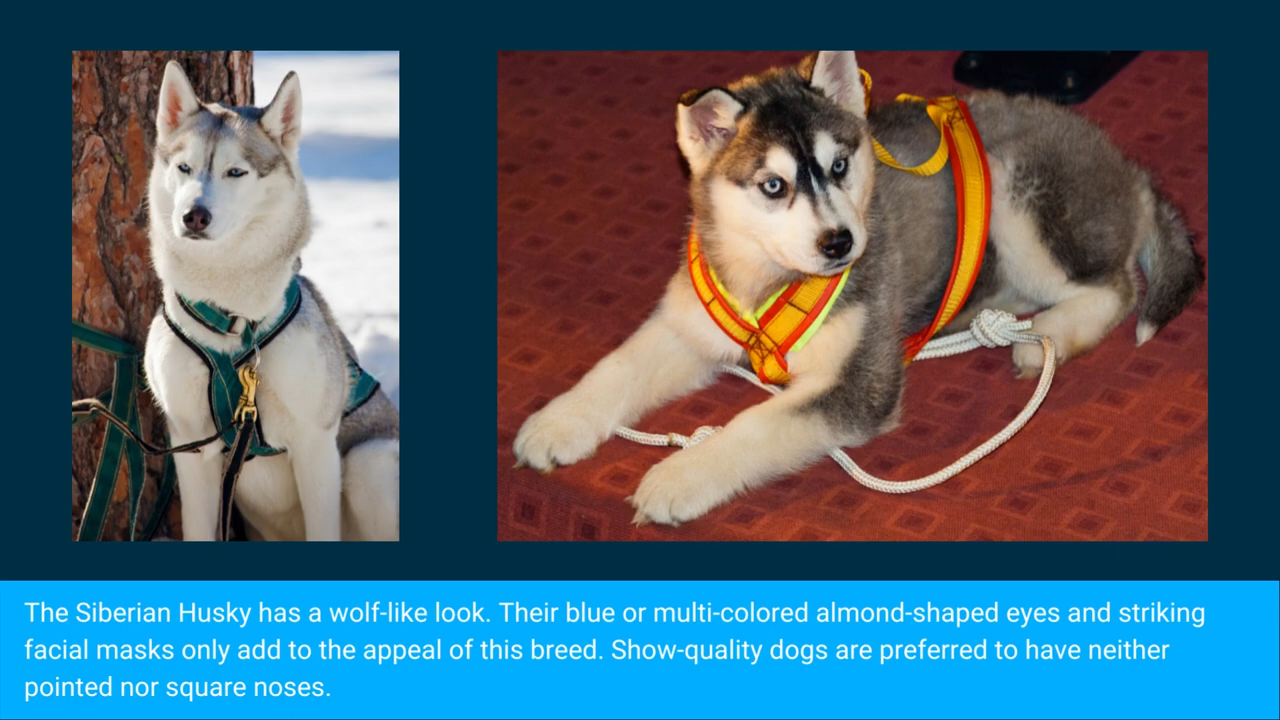 The Siberian Husky has a wolf-like look. Their blue or multi-colored almond-shaped eyes and striking
facial masks only add to the appeal of this breed. Show-quality dogs are preferred to have neither
pointed nor square noses.